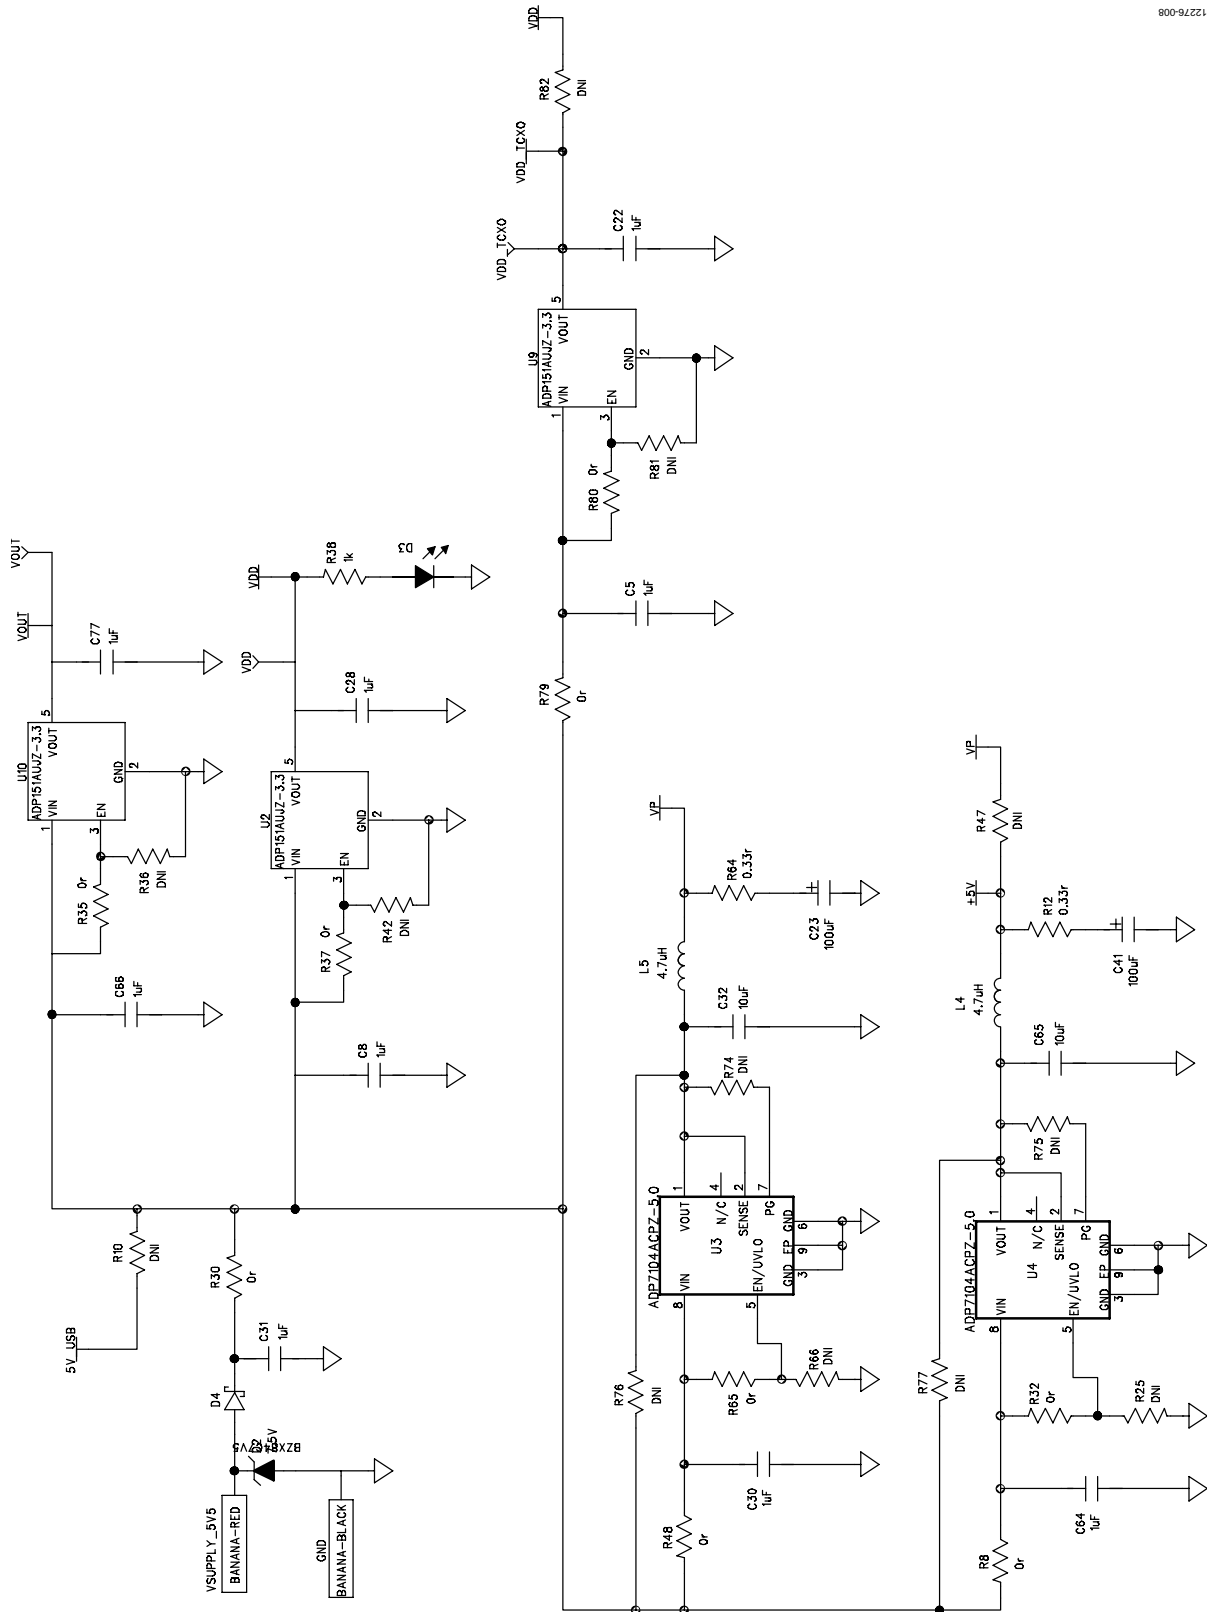 12276-008
VDD
R82
DNI
VDD_TCXO
VDD_TCXO
C22
1uF
U9
ADP151AUJZ-3.3
VIN
VOUT
EN
GND
1
5
3
2
R80 0r
R81
DNI
C5
1uF
R79
0r
VOUT
VOUT
C77
1uF
U10
ADP151AUJZ-3.3
VIN
VOUT
EN
GND
1
5
3
2
R35 0r
R36
DNI
C66
1uF
VDD
R38
1k
D3
VDD
C28
1uF
U2
ADP151AUJZ-3.3
VIN
VOUT
EN
GND
1
5
3
2
R37 0r
R42
DNI
C8
1uF
R10
DNI
5V_USB
R30
0r
C31
1uF
D4
D2
VSUPPLY_5V5
BANANA-RED
GND
BANANA-BLACK
VP
R64
0.33r
C23
100uF
L5
4.7uH
C32
10uF
R74
DNI
ADP7104ACPZ-5.0
U3
VIN
VOUT
N/C
SENSE
PG
EN/UVLO
GND
EP
GND
8
1
4
2
7
5
3
9
6
R76
DNI
R65
0r
R66
DNI
C30
1uF
R48
0r
VP
R47
DNI
+5V
R12
0.33r
C41
100uF
L4
4.7uH
C65
10uF
R75
DNI
ADP7104ACPZ-5.0
U4
VIN
VOUT
N/C
SENSE
PG
EN/UVLO
GND
EP
GND
8
1
4
2
7
5
3
9
6
R77
DNI
R32
0r
R25
DNI
C64
1uF
R8
0r